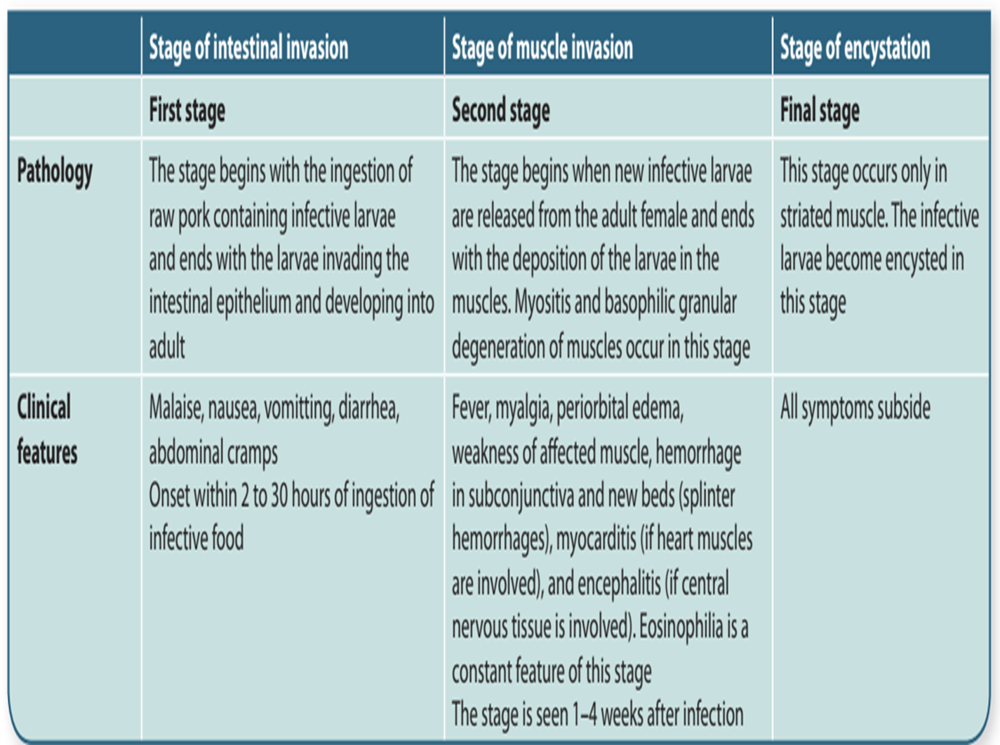 Stage of intestinal invasion
Stage of muscle invasion
Stage of encystation
First stage
Second stage
Final stage
Pathology
The stage begins with the ingestion of
raw pork containing infective larvae
and ends with the larvae invading the
intestinal epithelium and developing into
adult
The stage begins when new infective larvae
are released from the adult female and ends
with the deposition of the larvae in the
muscles. Myositis and basophilic granular
degeneration of muscles occur in this stage
This stage occurs only in
striated muscle. The infective
larvae become encysted in
this stage
Clinical
features
Malaise, nausea, vomitting, diarrhea,
abdominal cramps
Onset within 2 to 30 hours of ingestion of
infective food
Fever, myalgia, periorbital edema,
weakness of affected muscle, hemorrhage
in subconjunctiva and new beds (splinter
hemorrhages), myocarditis (if heart muscles
are involved), and encephalitis (if central
nervous tissue is involved). Eosinophilia is a
constant feature of this stage
The stage is seen 1–4 weeks after infection
All symptoms subside